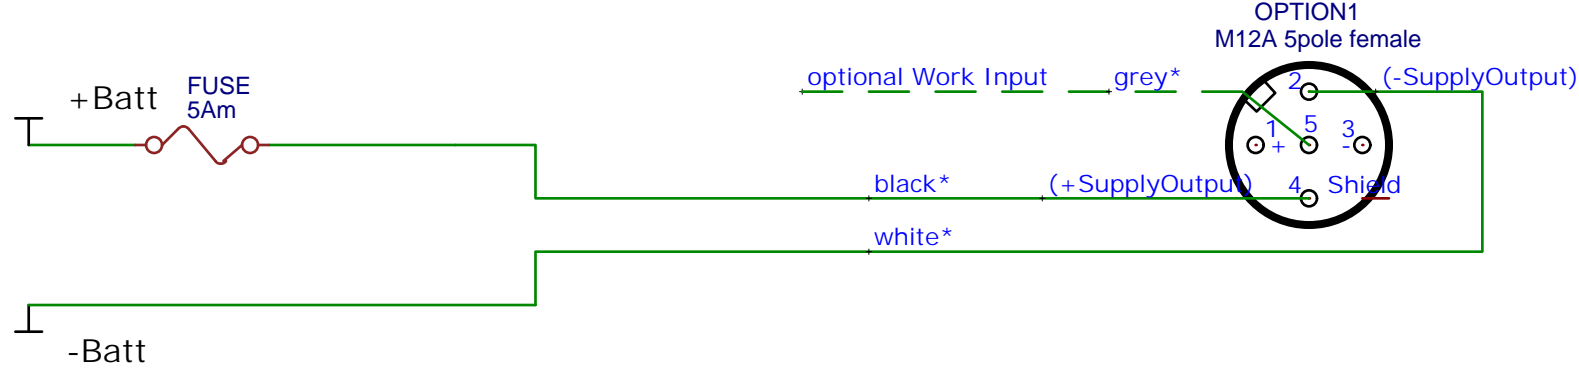 OPTION1
M12A 5pole female
optional Work Input
grey*
2
(-SupplyOutput)
+Batt
FUSE
5Am
1
5
3
+
-
black*
(+SupplyOutput)
4
Shield
white*
-Batt